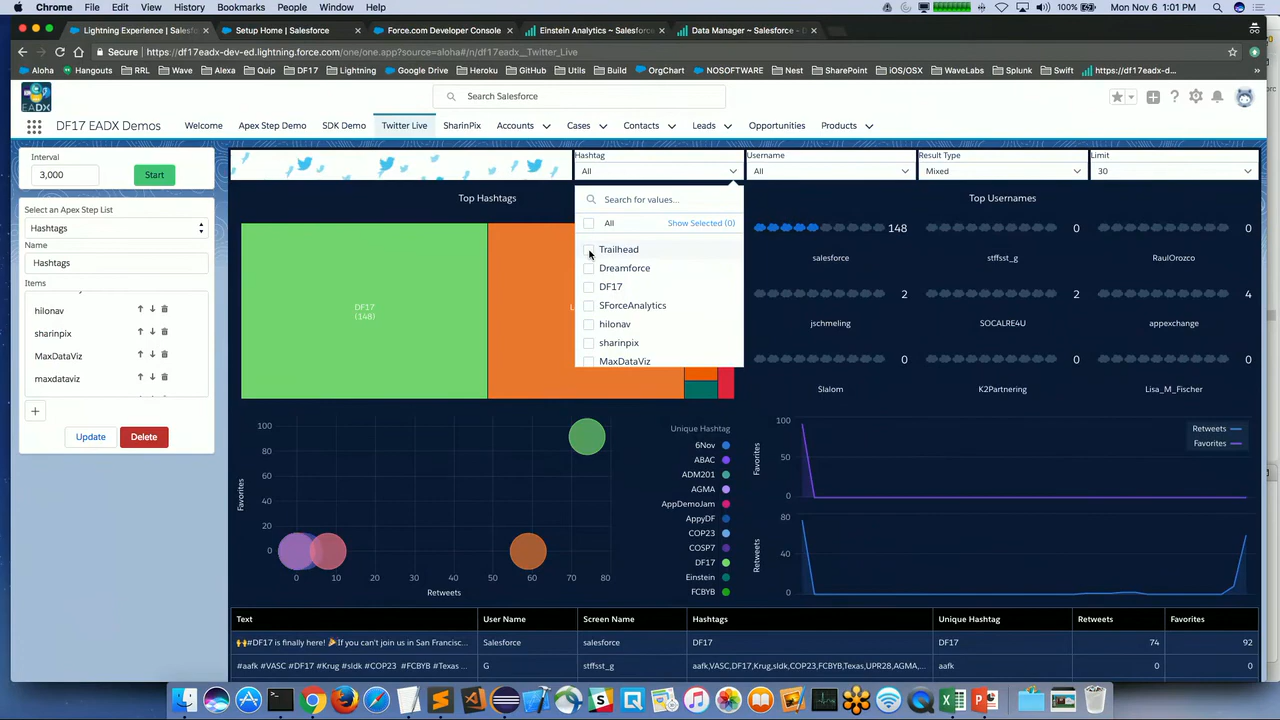 Chrome File Edit View History Bookmarks People Window Help
100% Mon Nov 6 1:01 PM
Lightning Experience | Salesf
Setup Home | Salesforce
Force.com Developer Console
Einstein Analytics ~ Salesforc
Data Manager ~ Salesforce - D
Secure https://df17eadx-dev-ed.lightning.force.com/one/one.app?source=aloha#/n/df17eadx__Twitter_Live
Aloha Hangouts RRL Wave Alexa Quip DF17 Lightning Google Drive Heroku GitHub Utils Build OrgChart NOSOFTWARE Nest SharePoint iOS/OSX WaveLabs Splunk Swift https://df17eadx-d...
EADX
Search Salesforce
DF17 EADX Demos Welcome Apex Step Demo SDK Demo Twitter Live SharinPix Accounts Cases Contacts Leads Opportunities Products
Interval
3,000 Start
Select an Apex Step List
Hashtags
Name
Hashtags
Items
hilonav
sharinpix
MaxDataViz
maxdataviz
Update Delete
Hashtag
All
Username
All
Result Type
Mixed
Limit
30
Search for values...
All Show Selected (0)
Trailhead
Dreamforce
DF17
SForceAnalytics
hilonav
sharinpix
MaxDataViz
Top Hashtags
DF17
(148)
L
Top Usernames
148 0 0
salesforce stffsst_g RaulOrozco
2 2 4
jschmeling SOCALRE4U appexchange
0 0 0
Slalom K2Partnering Lisa_M_Fischer
Favorites
100
80
60
40
20
0
0 10 20 30 40 50 60 70 80
Retweets
Unique Hashtag
6Nov
ABAC
ADM201
AGMA
AppDemoJam
AppyDF
COP23
COSP7
DF17
Einstein
FCBYB
Favorites
100
50
0
Retweets
Favorites
Retweets
80
40
0
Text User Name Screen Name Hashtags Unique Hashtag Retweets Favorites
🙌#DF17 is finally here! 🎉If you can't join us in San Francisc... Salesforce salesforce DF17 DF17 74 92
#aafk #VASC #DF17 #Krug #sldk #COP23 #FCBYB #Texas ... G stffsst_g aafk,VASC,DF17,Krug,sldk,COP23,FCBYB,Texas,UPR28,AGMA,... aafk 0 0